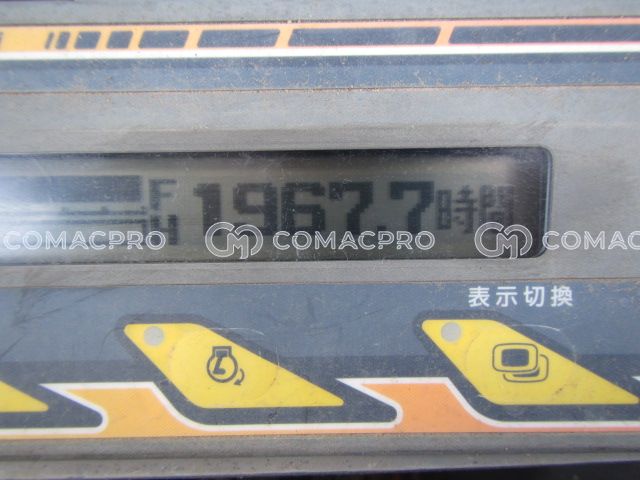 F 1967.7時間
COMACPRO COMACPRO COMACPRO
表示切換